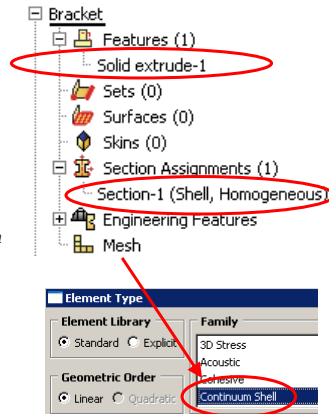 Bracket
Features (1)
Solid extrude-1
Sets (0)
Surfaces (0)
Skins (0)
Section Assignments (1)
Section-1 (Shell, Homogeneous)
Engineering Features
Mesh
Element Type
Element Library
Family
Standard Explicit
3D Stress
Acoustic
Cohesive
Geometric Order
Continuum Shell
Linear Quadratic